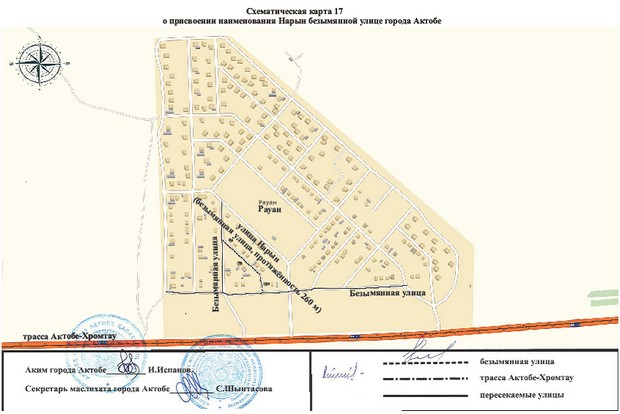 Схематическая карта 17
о присвоении наименования Нарын безымянной улице города Актобе
Рауан
Рауан
улица Нарын
(безымянная улица, протяжённость 260 м)
Безымянная улица
Безымянная улица
трасса Актобе-Хромтау
Аким города Актобе И.Испанов
Секретарь маслихата города Актобе С.Шынтасова
безымянная улица
трасса Актобе-Хромтау
пересекаемые улицы